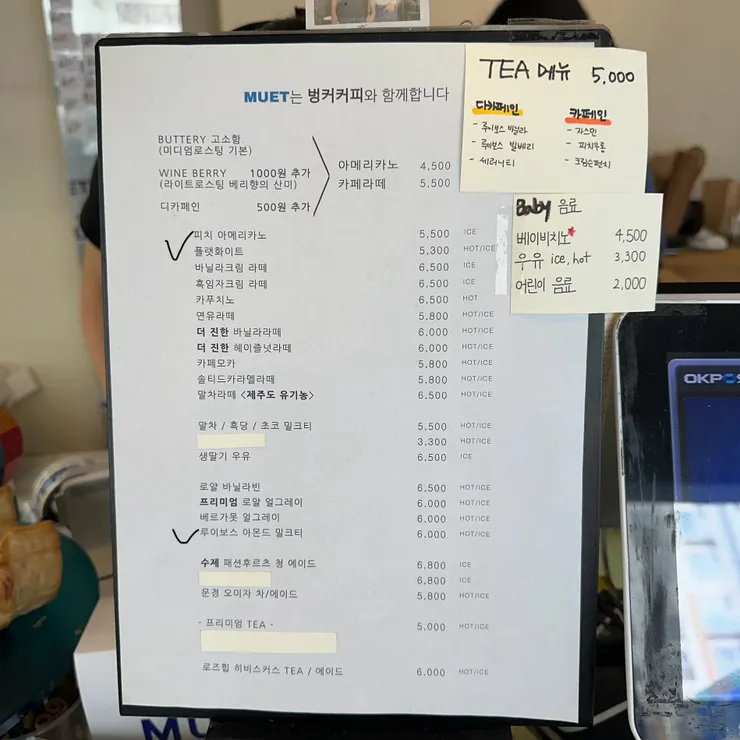 MUET는 벙커커피와 함께합니다
BUTTERY 고소함
(미디엄로스팅 기본)
WINE BERRY 1000원 추가
(라이트로스팅 베리향의 산미)
디카페인 500원 추가
아메리카노 4,500
카페라떼 5,500
피치 아메리카노 5,500 ICE
플랫화이트 5,300 HOT/ICE
바닐라크림 라떼 6,500 ICE
흑임자크림 라떼 6,500 ICE
카푸치노 6,500 HOT
연유라떼 5,800 HOT/ICE
더 진한 바닐라라떼 6,000 HOT/ICE
더 진한 헤이즐넛라떼 6,000 HOT/ICE
카페모카 5,800 HOT/ICE
솔티드카라멜라떼 5,800 HOT/ICE
말차라떼 <제주도 유기농> 6,500 HOT/ICE
말차 / 흑당 / 초코 밀크티 5,500 HOT/ICE
3,300 HOT/ICE
생딸기 우유 6,500 ICE
로얄 바닐라빈 6,500 HOT/ICE
프리미엄 로얄 얼그레이 6,000 HOT/ICE
베르가못 얼그레이 6,000 HOT/ICE
루이보스 아몬드 밀크티 6,000 HOT/ICE
수제 패션후르츠 청 에이드 6,800 ICE
6,800 ICE
문경 오미자 차/에이드 5,800 HOT/ICE
- 프리미엄 TEA - 5,000 HOT/ICE
로즈힙 히비스커스 TEA / 에이드 6,000 HOT/ICE
TEA 메뉴 5,000
디카페인
- 루이보스 바닐라
- 루이보스 빌베리
- 세러니티
카페인
- 자스민
- 피치우롱
- 크림슨펀치
Baby 음료
베이비치노 4,500
우유 ice, hot 3,300
어린이 음료 2,000
OKPOS
MU